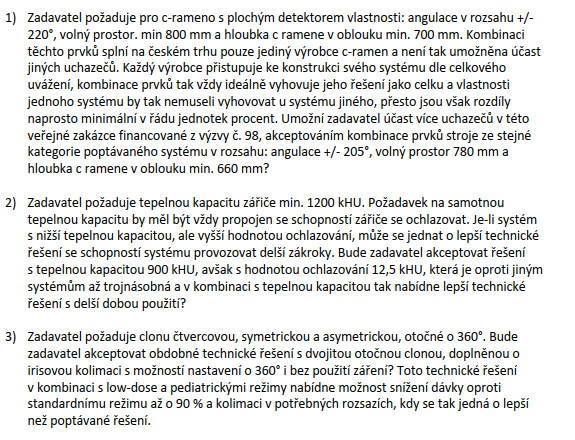 1) Zadavatel požaduje pro c-rameno s plochým detektorem vlastnosti: angulace v rozsahu +/-
220°, volný prostor. min 800 mm a hloubka c ramene v oblouku min. 700 mm. Kombinaci
těchto prvků splní na českém trhu pouze jediný výrobce c-ramen a není tak umožněna účast
jiných uchazečů. Každý výrobce přistupuje ke konstrukci svého systému dle celkového
uvážení, kombinace prvků tak vždy ideálně vyhovuje jeho řešení jako celku a vlastnosti
jednoho systému by tak nemuseli vyhovovat u systému jiného, přesto jsou však rozdíly
naprosto minimální v řádu jednotek procent. Umožní zadavatel účast více uchazečů v této
veřejné zakázce financované z výzvy č. 98, akceptováním kombinace prvků stroje ze stejné
kategorie poptávaného systému v rozsahu: angulace +/- 205°, volný prostor 780 mm a
hloubka c ramene v oblouku min. 660 mm?
2) Zadavatel požaduje tepelnou kapacitu zářiče min. 1200 kHU. Požadavek na samotnou
tepelnou kapacitu by měl být vždy propojen se schopností zářiče se ochlazovat. Je-li systém
s nižší tepelnou kapacitou, ale vyšší hodnotou ochlazování, může se jednat o lepší technické
řešení se schopností systému provozovat delší zákroky. Bude zadavatel akceptovat řešení
s tepelnou kapacitou 900 kHU, avšak s hodnotou ochlazování 12,5 kHU, která je oproti jiným
systémům až trojnásobná a v kombinaci s tepelnou kapacitou tak nabídne lepší technické
řešení s delší dobou použití?
3) Zadavatel požaduje clonu čtvercovou, symetrickou a asymetrickou, otočné o 360°. Bude
zadavatel akceptovat obdobné technické řešení s dvojitou otočnou clonou, doplněnou o
irisovou kolimaci s možností nastavení o 360° i bez použití záření? Toto technické řešení
v kombinaci s low-dose a pediatrickými režimy nabídne možnost snížení dávky oproti
standardnímu režimu až o 90 % a kolimaci v potřebných rozsazích, kdy se tak jedná o lepší
než poptávané řešení.